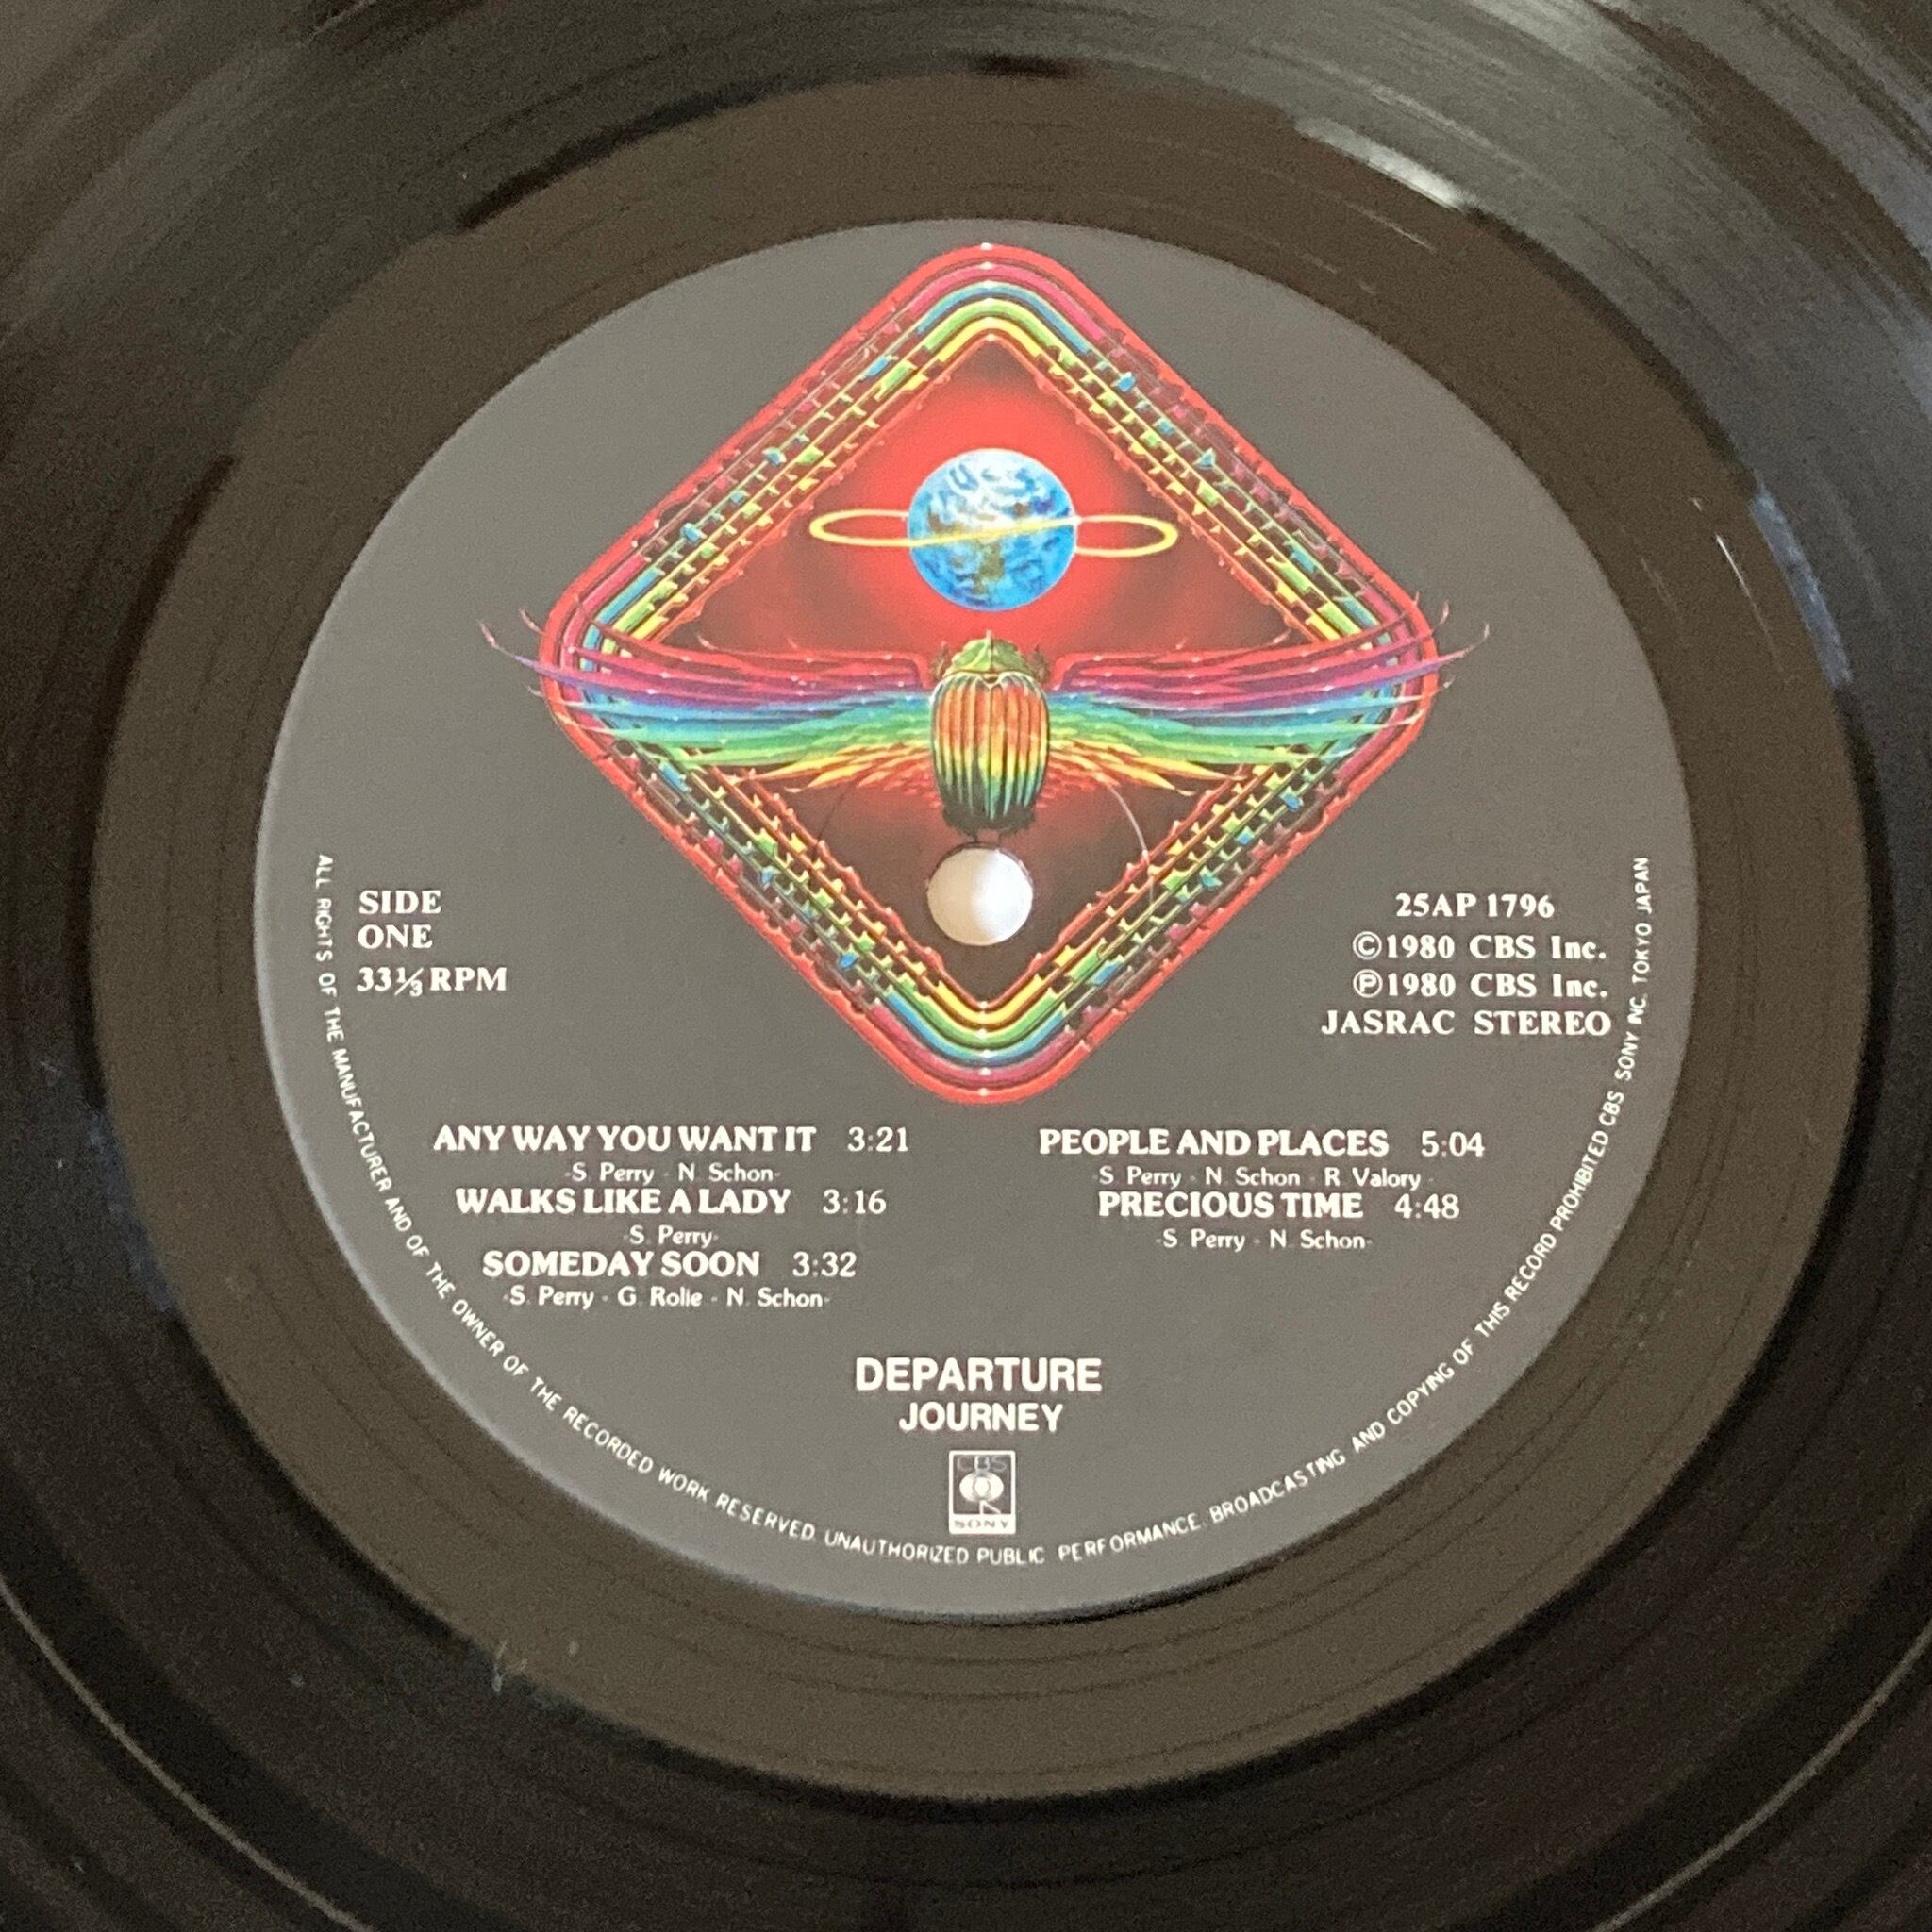 SIDE
ONE
33⅓ RPM
25AP 1796
©1980 CBS Inc.
℗1980 CBS Inc.
JASRAC STEREO
ANY WAY YOU WANT IT 3:21
-S. Perry - N. Schon-
WALKS LIKE A LADY 3:16
-S. Perry-
SOMEDAY SOON 3:32
-S. Perry - G. Rolie - N. Schon-
PEOPLE AND PLACES 5:04
-S. Perry - N. Schon - R. Valory-
PRECIOUS TIME 4:48
-S. Perry - N. Schon-
DEPARTURE
JOURNEY
CBS
SONY
ALL RIGHTS OF THE MANUFACTURER AND OF THE OWNER OF THE RECORDED WORK RESERVED. UNAUTHORIZED PUBLIC PERFORMANCE. BROADCASTING AND COPYING OF THIS RECORD PROHIBITED CBS SONY INC. TOKYO JAPAN